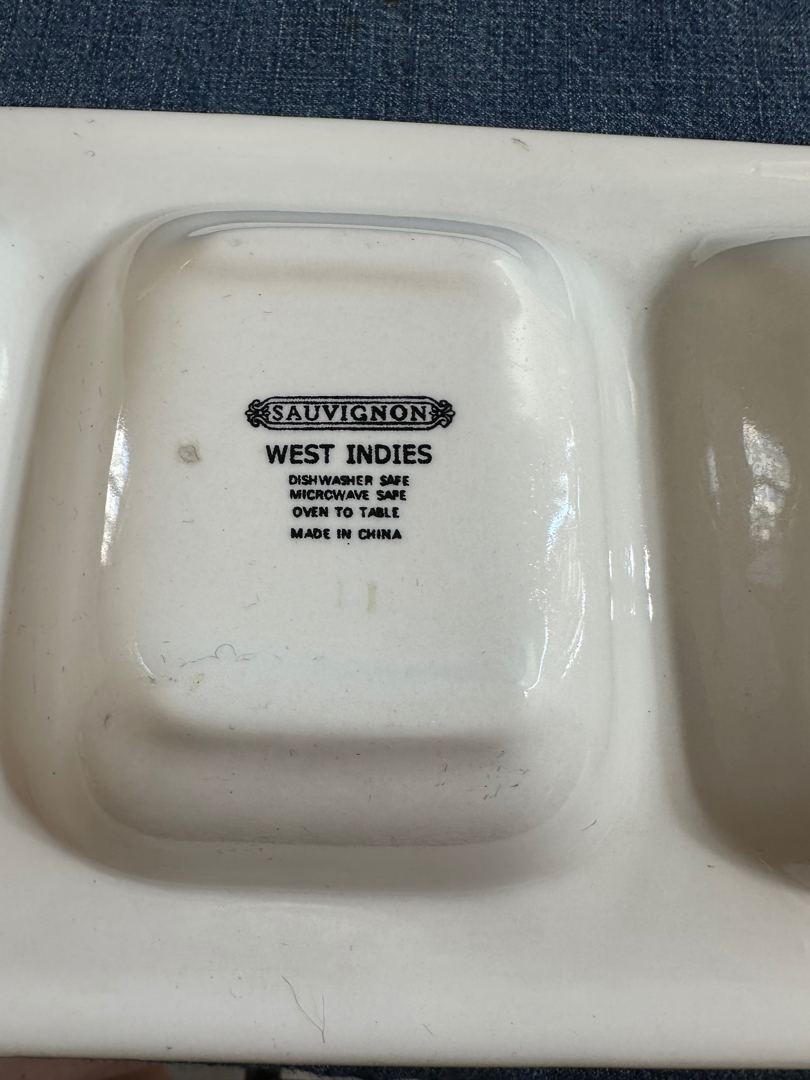 SAUVIGNON
WEST INDIES
DISHWASHER SAFE
MICROWAVE SAFE
OVEN TO TABLE
MADE IN CHINA